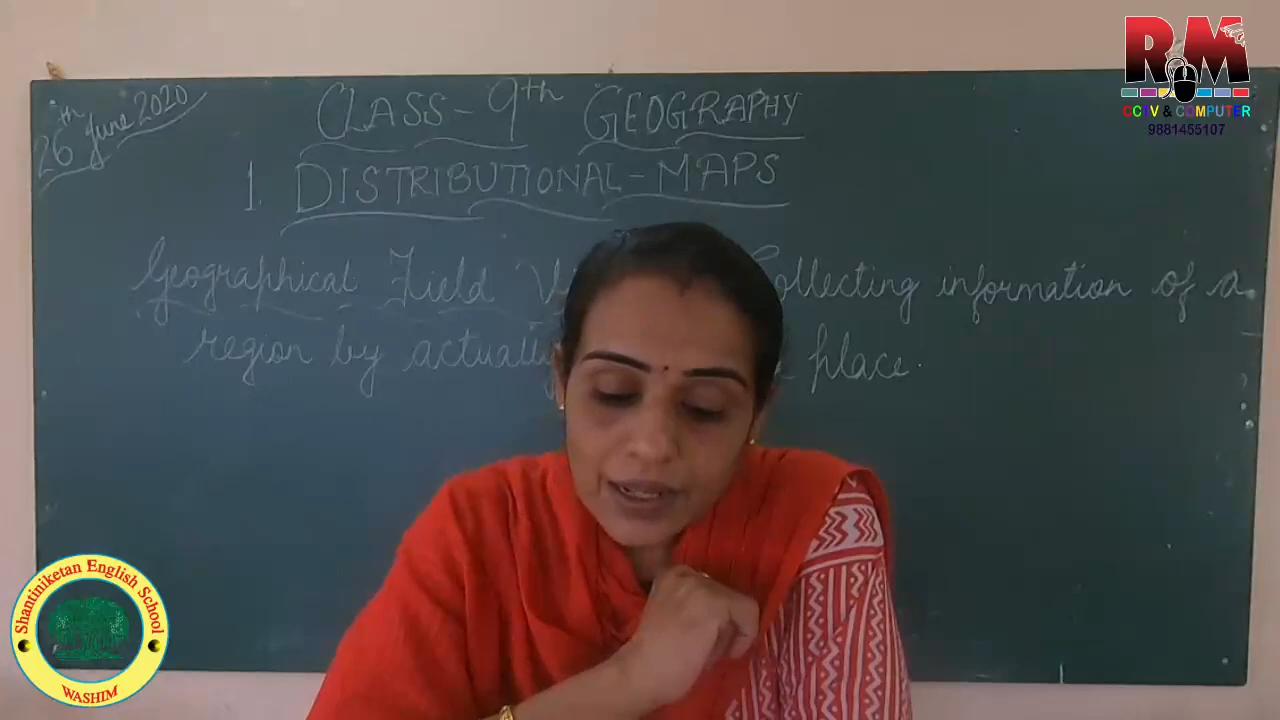 26th June 2020
CLASS - 9th GEOGRAPHY
1. DISTRIBUTIONAL - MAPS
Geographical Field Collecting information of a
region by actually place.
RM
CCTV & COMPUTER
9881455107
Shantiniketan English School
WASHIM